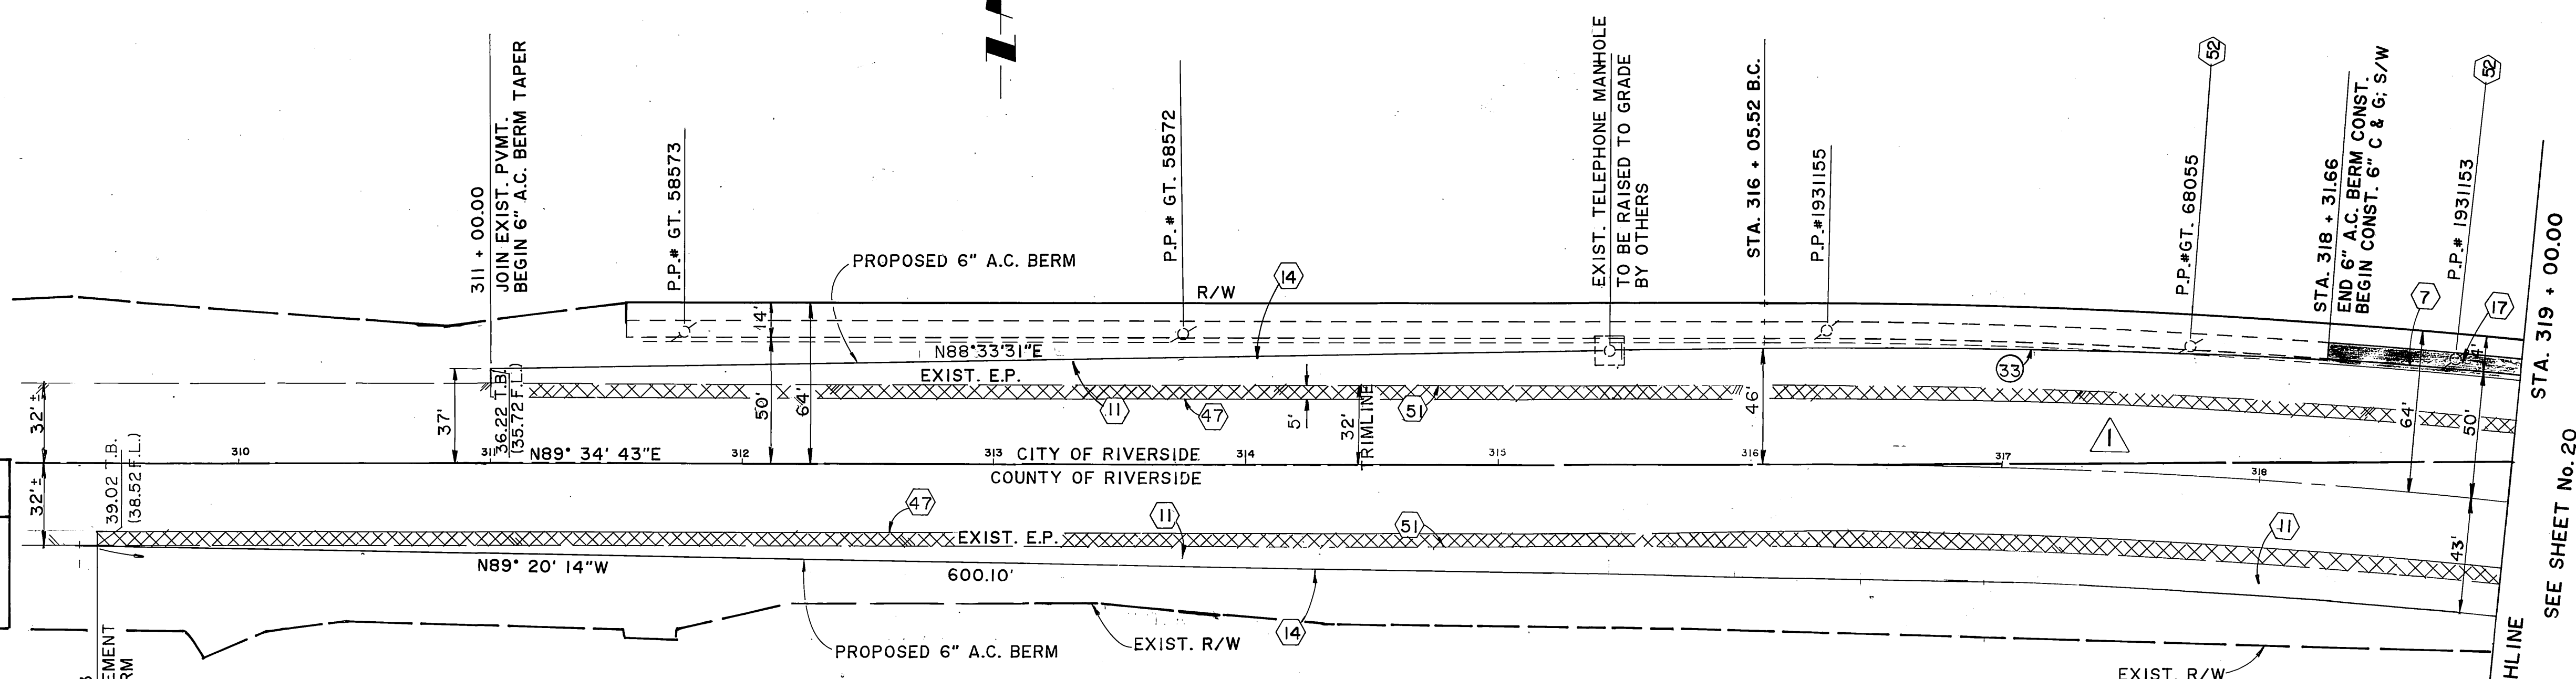 311 + 00.00
JOIN EXIST. PVMT.
BEGIN 6" A.C. BERM TAPER
P.P.# GT. 58573
P.P.# GT. 58572
EXIST. TELEPHONE MANHOLE
TO BE RAISED TO GRADE
BY OTHERS
STA. 316 + 05.52 B.C.
P.P.#1931155
52
P.P.#GT. 68055
STA. 318 + 31.66
END 6" A.C. BERM CONST.
BEGIN CONST. 6" C & G; S/W
52
P.P.# 1931153
STA. 319 + 00.00
SEE SHEET No. 20
PROPOSED 6" A.C. BERM
R/W
14
7
17
14'
N88°33'31"E
EXIST. E.P.
33
4'
32'±
37'
36.22 T.B.
(35.72 F.L.)
50'
64'
11
47
5'
32'
TRIMLINE
51
46'
1
64'
50'
310
311
N89° 34' 43"E
312
313
CITY OF RIVERSIDE
314
315
316
317
318
COUNTY OF RIVERSIDE
32'±
39.02 T.B.
(38.52 F.L.)
47
EXIST. E.P.
11
51
11
43'
N89° 20' 14"W
600.10'
PROPOSED 6" A.C. BERM
EXIST. R/W
14
EXIST. R/W
HLINE
EMENT
RM